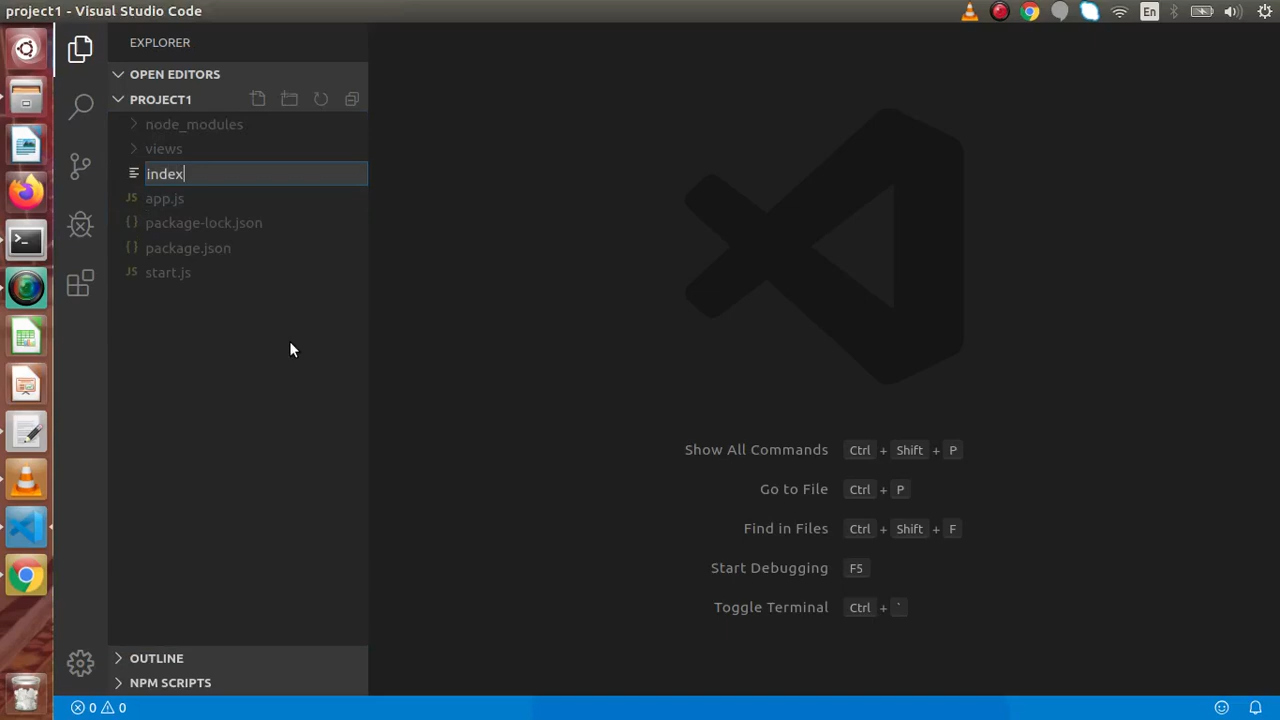 project1 - Visual Studio Code
En
EXPLORER
OPEN EDITORS
PROJECT1
node_modules
views
index
JS app.js
{} package-lock.json
{} package.json
JS start.js
Show All Commands Ctrl + Shift + P
Go to File Ctrl + P
Find in Files Ctrl + Shift + F
Start Debugging F5
Toggle Terminal Ctrl + `
OUTLINE
NPM SCRIPTS
0 0